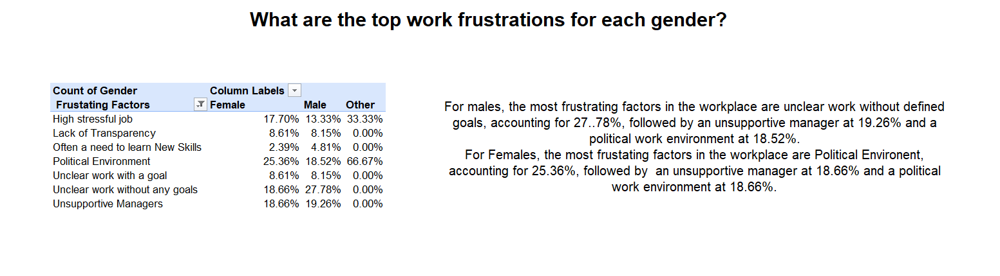 What are the top work frustrations for each gender?
Count of Gender Column Labels
Frustating Factors Female Male Other
High stressful job 17.70% 13.33% 33.33%
Lack of Transparency 8.61% 8.15% 0.00%
Often a need to learn New Skills 2.39% 4.81% 0.00%
Political Environment 25.36% 18.52% 66.67%
Unclear work with a goal 8.61% 8.15% 0.00%
Unclear work without any goals 18.66% 27.78% 0.00%
Unsupportive Managers 18.66% 19.26% 0.00%
For males, the most frustrating factors in the workplace are unclear work without defined
goals, accounting for 27..78%, followed by an unsupportive manager at 19.26% and a
political work environment at 18.52%.
For Females, the most frustating factors in the workplace are Political Environent,
accounting for 25.36%, followed by an unsupportive manager at 18.66% and a political
work environment at 18.66%.